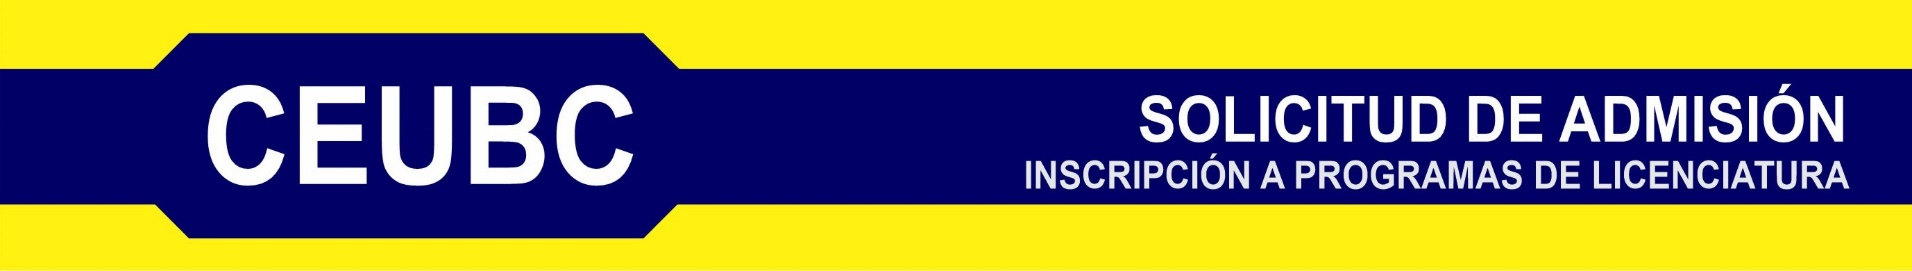 CEUBC
SOLICITUD DE ADMISIÓN
INSCRIPCIÓN A PROGRAMAS DE LICENCIATURA